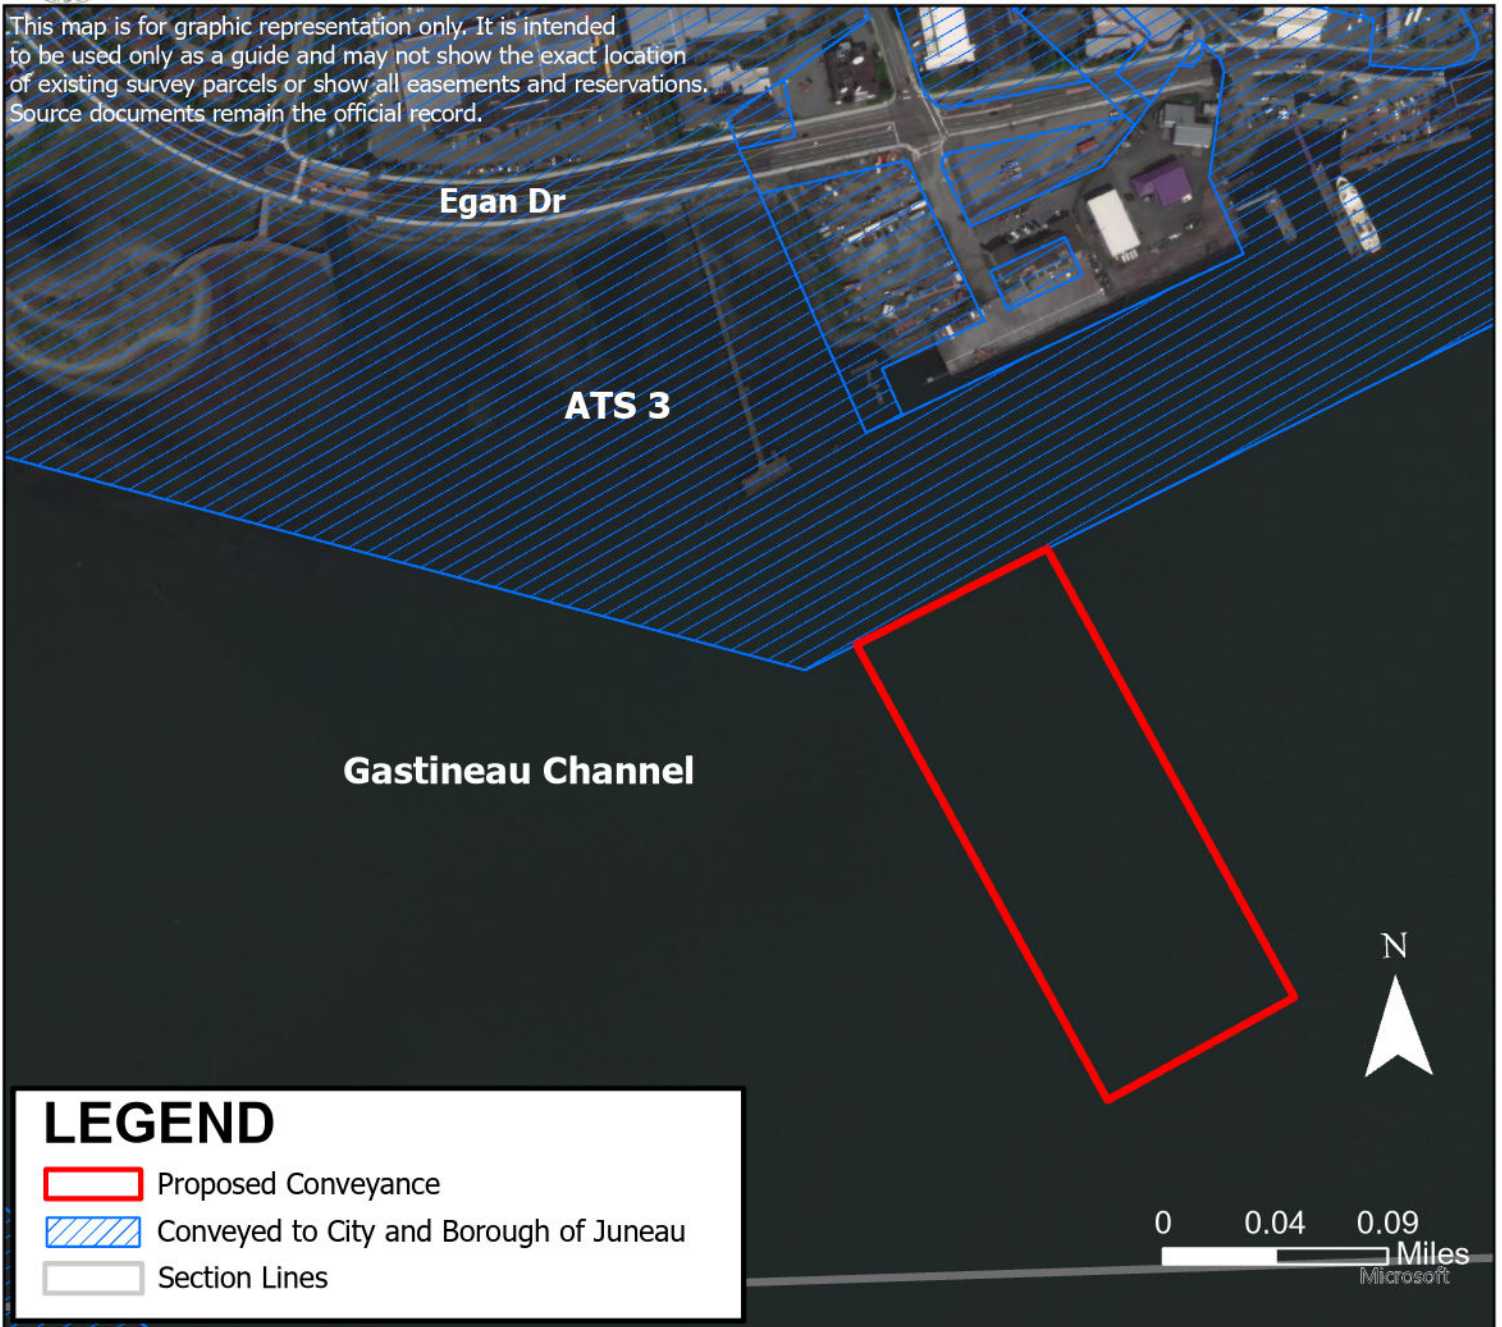 This map is for graphic representation only. It is intended
to be used only as a guide and may not show the exact location
of existing survey parcels or show all easements and reservations.
Source documents remain the official record.
Egan Dr
ATS 3
Gastineau Channel
N
LEGEND
Proposed Conveyance
Conveyed to City and Borough of Juneau
Section Lines
0 0.04 0.09
Miles
Microsoft